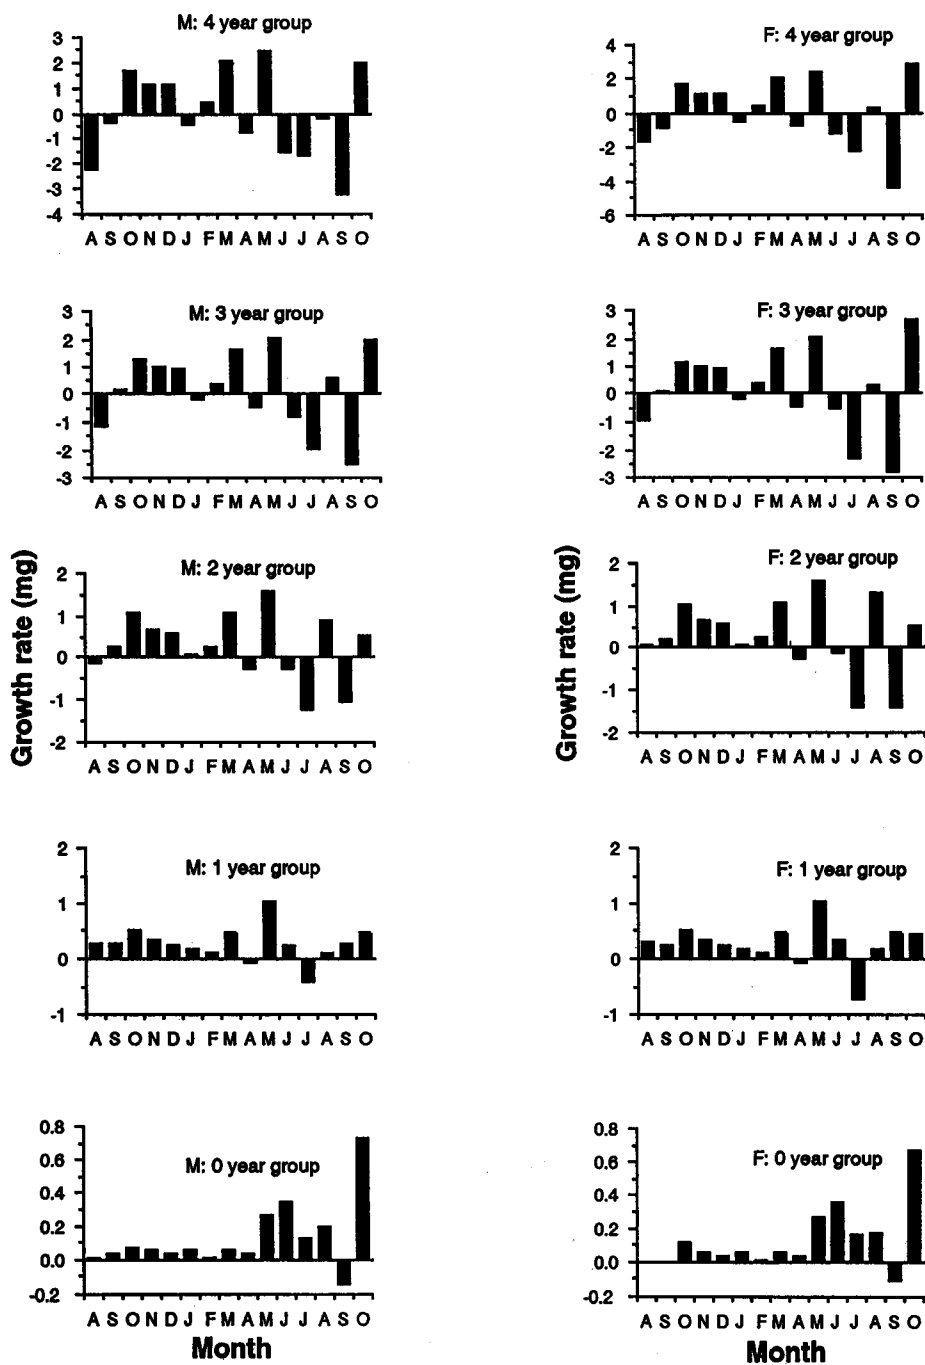 M: 4 year group
3
2
1
0
-1
-2
-3
-4
A S O N D J F M A M J J A S O
F: 4 year group
4
2
0
-2
-4
-6
A S O N D J F M A M J J A S O
M: 3 year group
3
2
1
0
-1
-2
-3
A S O N D J F M A M J J A S O
F: 3 year group
3
2
1
0
-1
-2
-3
A S O N D J F M A M J J A S O
Growth rate (mg)
M: 2 year group
2
1
0
-1
-2
A S O N D J F M A M J J A S O
Growth rate (mg)
F: 2 year group
2
1
0
-1
-2
A S O N D J F M A M J J A S O
M: 1 year group
2
1
0
-1
A S O N D J F M A M J J A S O
F: 1 year group
2
1
0
-1
A S O N D J F M A M J J A S O
M: 0 year group
0.8
0.6
0.4
0.2
0.0
-0.2
A S O N D J F M A M J J A S O
Month
F: 0 year group
0.8
0.6
0.4
0.2
0.0
-0.2
A S O N D J F M A M J J A S O
Month